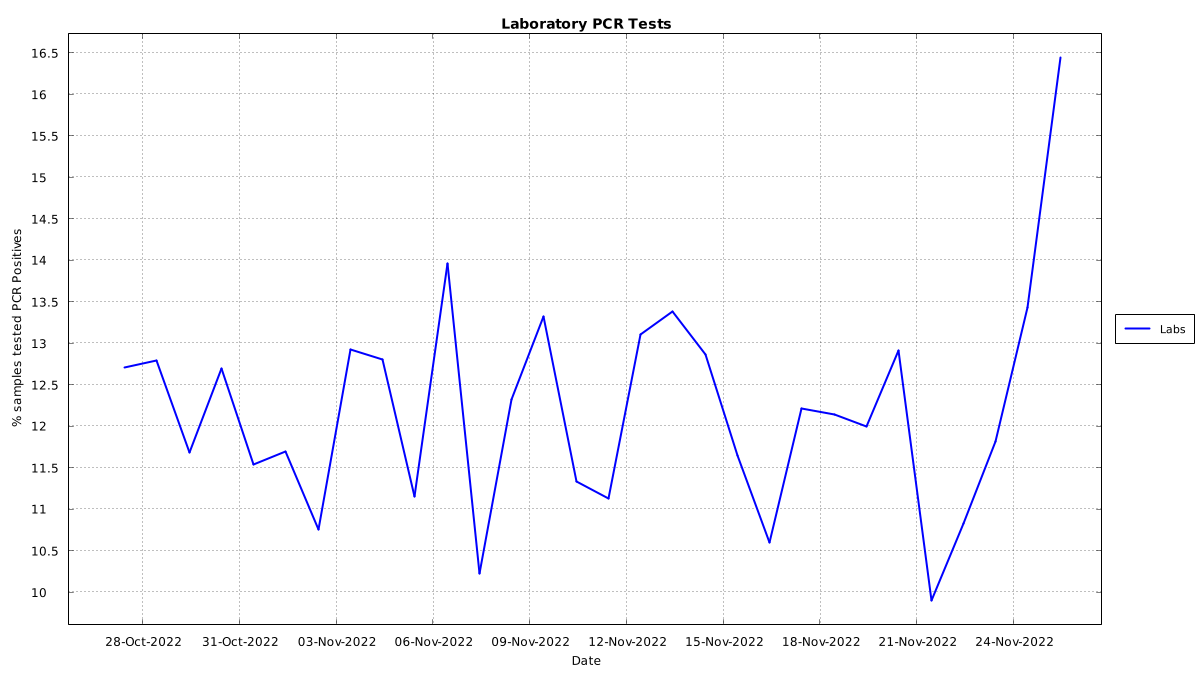 Laboratory PCR Tests
16.5
16
15.5
15
14.5
14
13.5
13
12.5
12
11.5
11
10.5
10
% samples tested PCR Positives
28-Oct-2022 31-Oct-2022 03-Nov-2022 06-Nov-2022 09-Nov-2022 12-Nov-2022 15-Nov-2022 18-Nov-2022 21-Nov-2022 24-Nov-2022
Date
Labs